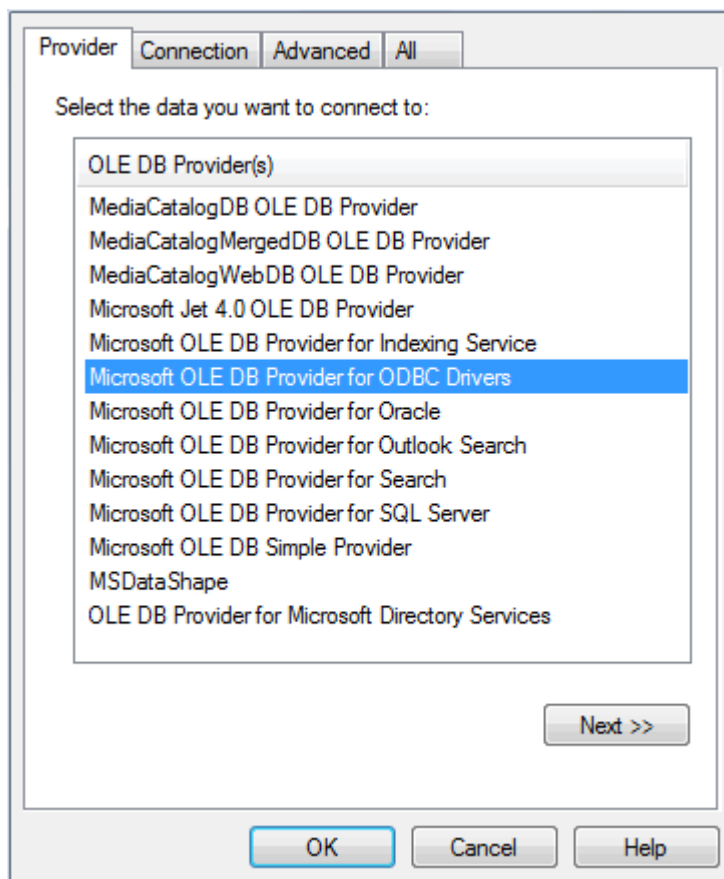 Provider Connection Advanced All
Select the data you want to connect to:
OLE DB Provider(s)
MediaCatalogDB OLE DB Provider
MediaCatalogMergedDB OLE DB Provider
MediaCatalogWebDB OLE DB Provider
Microsoft Jet 4.0 OLE DB Provider
Microsoft OLE DB Provider for Indexing Service
Microsoft OLE DB Provider for ODBC Drivers
Microsoft OLE DB Provider for Oracle
Microsoft OLE DB Provider for Outlook Search
Microsoft OLE DB Provider for Search
Microsoft OLE DB Provider for SQL Server
Microsoft OLE DB Simple Provider
MSDataShape
OLE DB Provider for Microsoft Directory Services
Next >>
OK Cancel Help